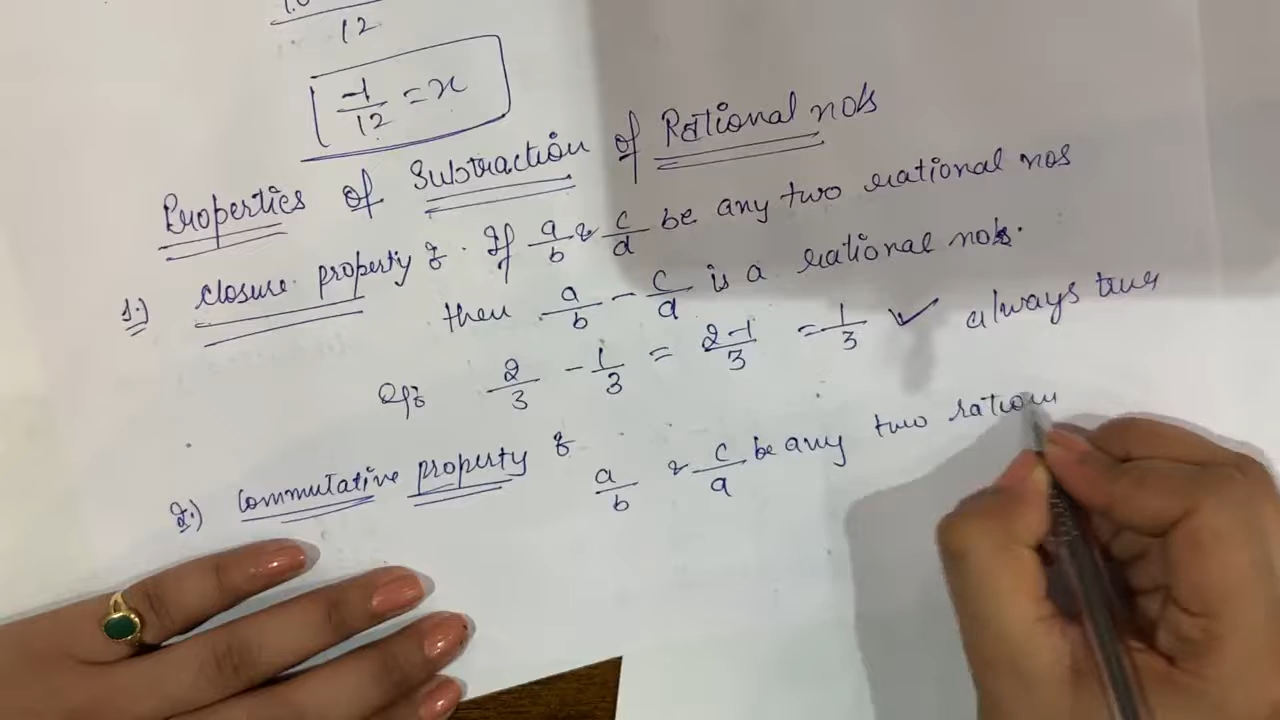 12
-1/12 = x
Properties of Subtraction of Rational nos
1.) Closure property :- If a/b & c/d be any two rational nos
then a/b - c/d is a rational nos.
eg:- 2/3 - 1/3 = 2-1/3 = 1/3 ✓ always true
2.) Commutative property :- a/b & c/d be any two ration